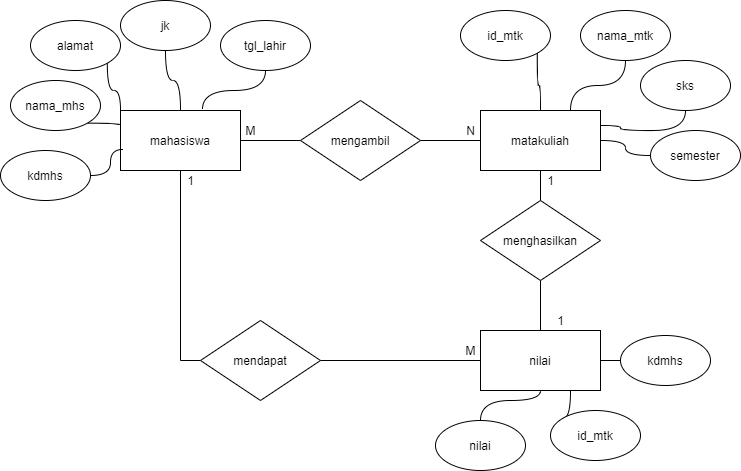 jk
alamat
tgl_lahir
id_mtk
nama_mtk
sks
nama_mhs
mahasiswa
M
mengambil
N
matakuliah
semester
kdmhs
1
1
menghasilkan
1
mendapat
M
nilai
kdmhs
nilai
id_mtk